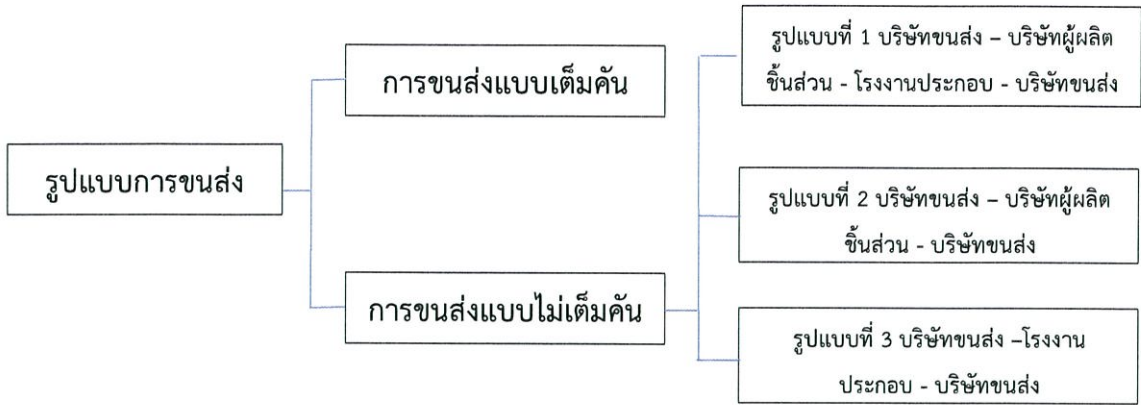 รูปแบบการขนส่ง
การขนส่งแบบเต็มคัน
การขนส่งแบบไม่เต็มคัน
รูปแบบที่ 1 บริษัทขนส่ง – บริษัทผู้ผลิต
ชิ้นส่วน - โรงงานประกอบ - บริษัทขนส่ง
รูปแบบที่ 2 บริษัทขนส่ง – บริษัทผู้ผลิต
ชิ้นส่วน - บริษัทขนส่ง
รูปแบบที่ 3 บริษัทขนส่ง –โรงงาน
ประกอบ - บริษัทขนส่ง